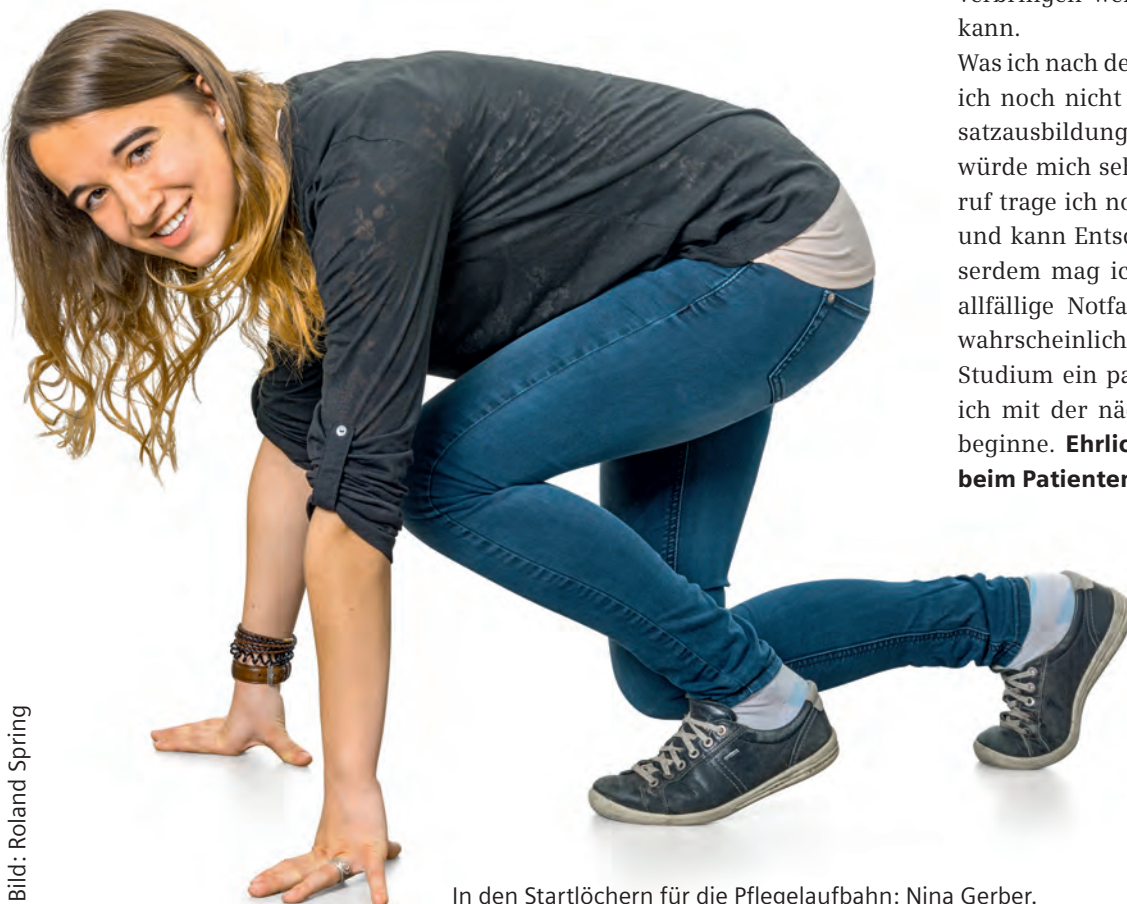 kann.
Was ich nach de
ich noch nicht
satzausbildung
würde mich sel
ruf trage ich no
und kann Entsc
serdem mag ic
allfällige Notfa
wahrscheinlich
Studium ein pa
ich mit der nä
beginne. Ehrlic
beim Patienten
In den Startlöchern für die Pflegelaufbahn: Nina Gerber.
Bild: Roland Spring